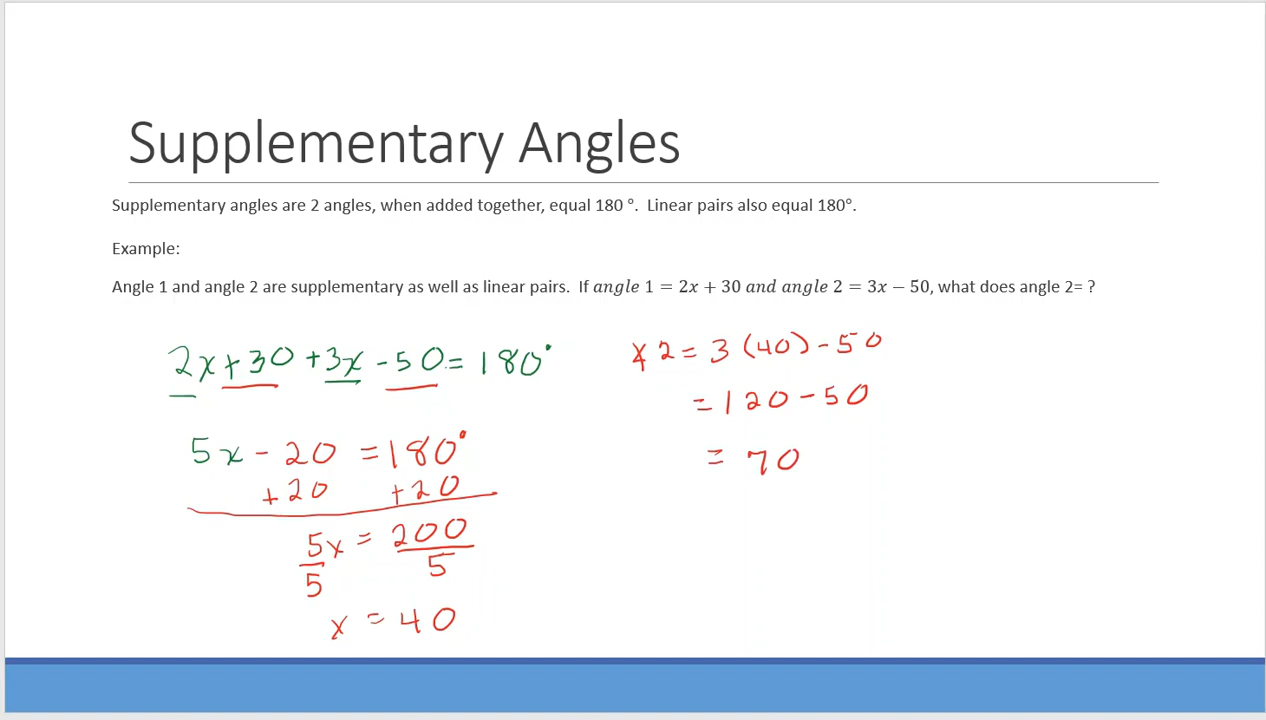 Supplementary Angles
Supplementary angles are 2 angles, when added together, equal 180 °.  Linear pairs also equal 180°.
Example:
Angle 1 and angle 2 are supplementary as well as linear pairs.  If angle 1 = 2x + 30 and angle 2 = 3x − 50, what does angle 2= ?
2x + 30 + 3x - 50 = 180°
5x - 20 = 180°
+20 +20
5x = 200
5 5
x = 40
∡ 2 = 3 (40) - 50
= 120 - 50
= 70